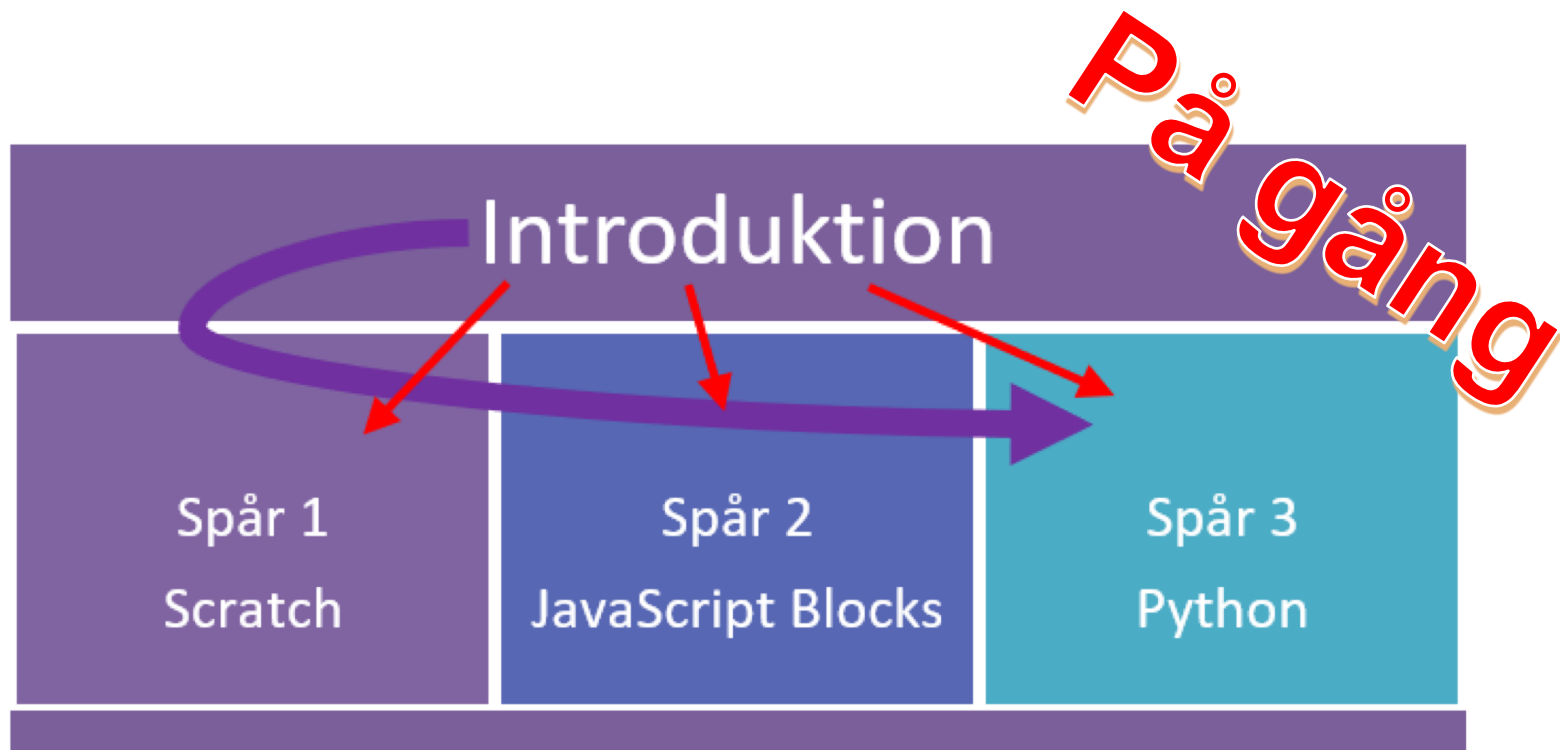 På gång
Introduktion
Spår 1
Scratch
Spår 2
JavaScript Blocks
Spår 3
Python